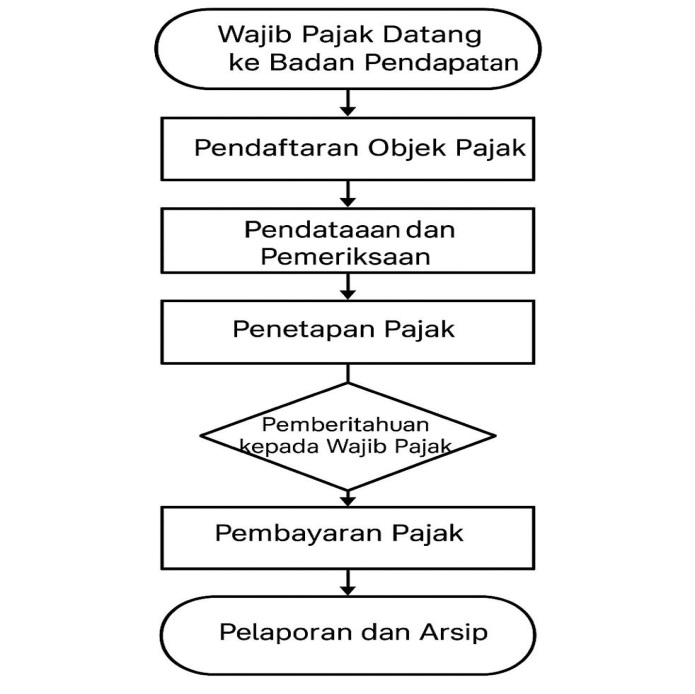 Wajib Pajak Datang
ke Badan Pendapatan
Pendaftaran Objek Pajak
Pendataaan dan
Pemeriksaan
Penetapan Pajak
Pemberitahuan
kepada Wajib Pajak
Pembayaran Pajak
Pelaporan dan Arsip